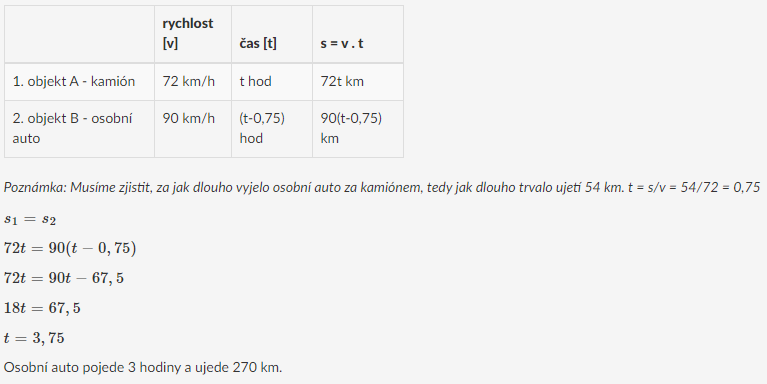 rychlost
[v] čas [t] s = v . t
1. objekt A - kamión 72 km/h t hod 72t km
2. objekt B - osobní 90 km/h (t-0,75) 90(t-0,75)
auto hod km
Poznámka: Musíme zjistit, za jak dlouho vyjelo osobní auto za kamiónem, tedy jak dlouho trvalo ujetí 54 km. t = s/v = 54/72 = 0,75
s₁ = s₂
72t = 90(t − 0, 75)
72t = 90t − 67, 5
18t = 67, 5
t = 3, 75
Osobní auto pojede 3 hodiny a ujede 270 km.